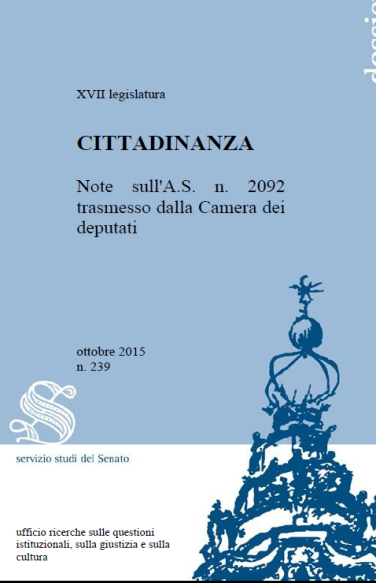 dossier
XVII legislatura
CITTADINANZA
Note sull'A.S. n. 2092
trasmesso dalla Camera dei
deputati
ottobre 2015
n. 239
servizio studi del Senato
ufficio ricerche sulle questioni
istituzionali, sulla giustizia e sulla
cultura